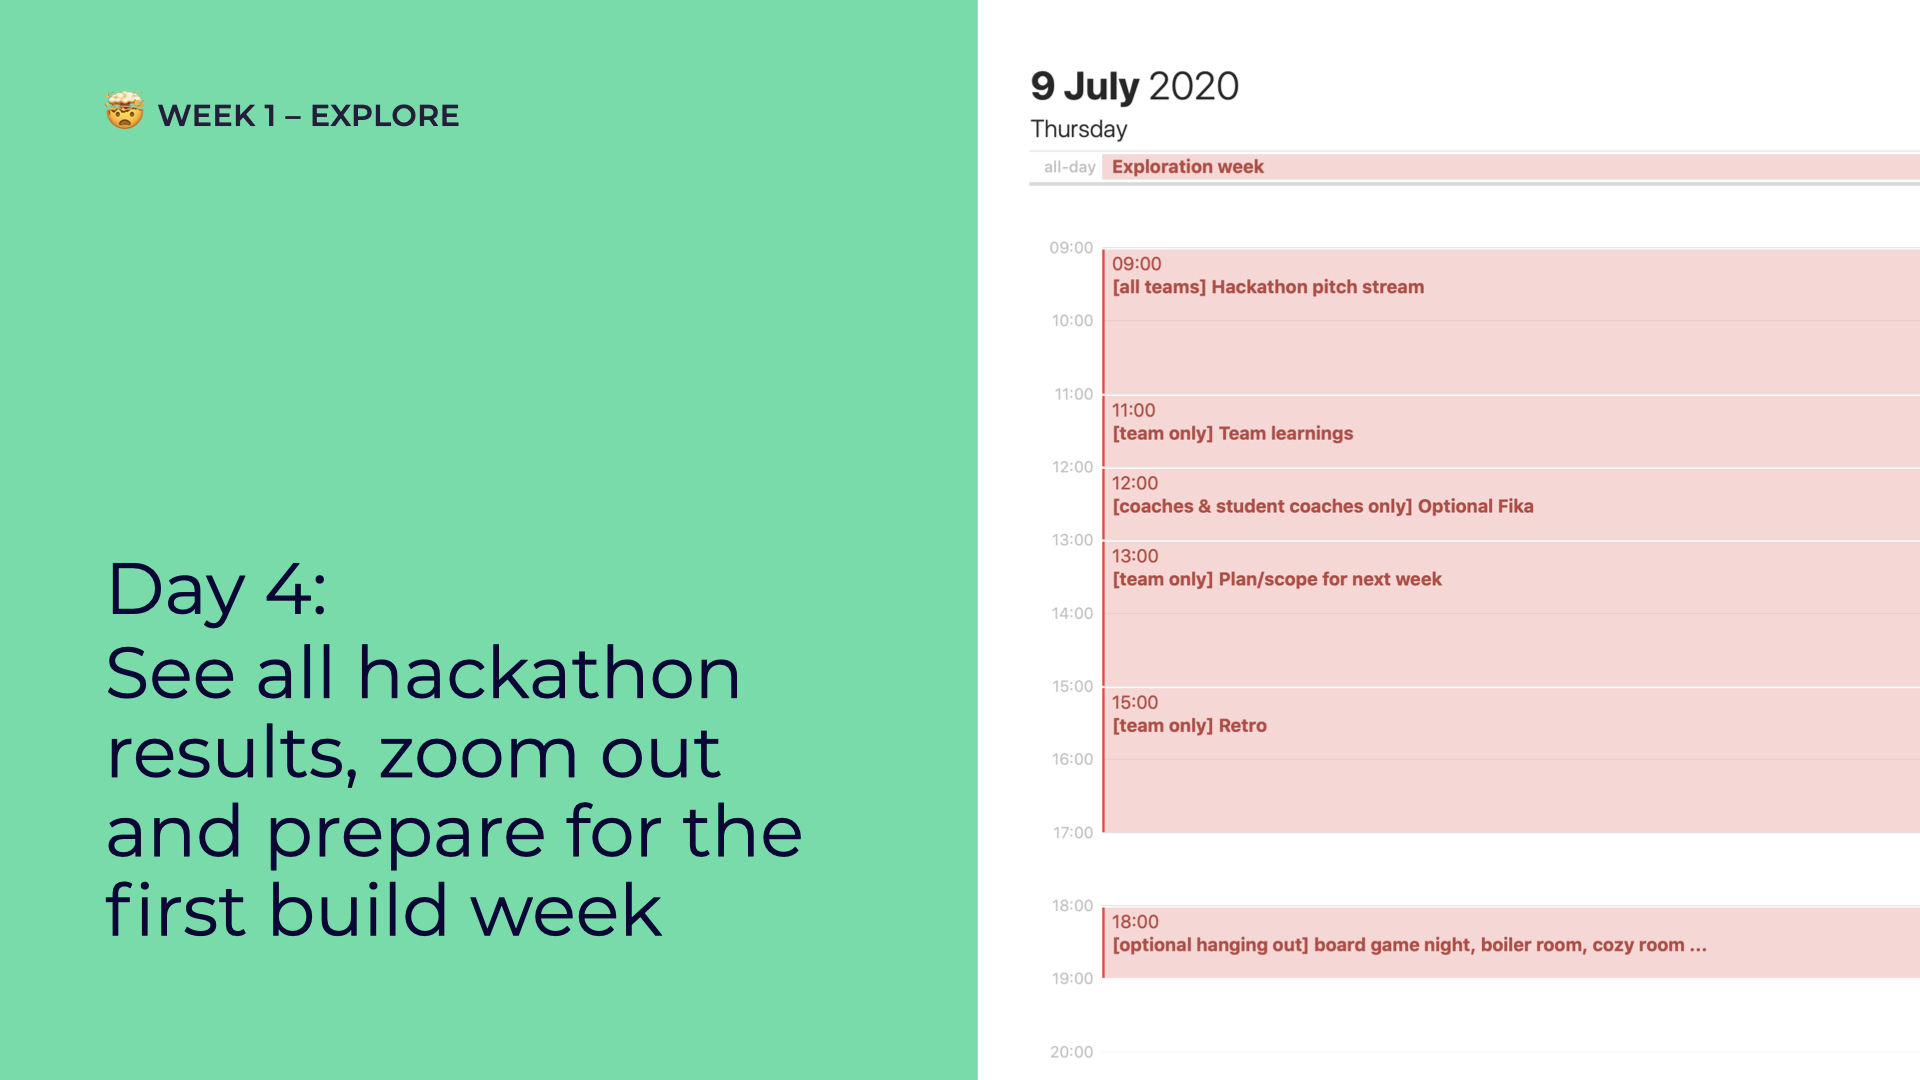 🤯 WEEK 1 – EXPLORE
Day 4:
See all hackathon
results, zoom out
and prepare for the
first build week
9 July 2020
Thursday
all-day Exploration week
09:00
09:00
[all teams] Hackathon pitch stream
10:00
11:00
11:00
[team only] Team learnings
12:00
12:00
[coaches & student coaches only] Optional Fika
13:00
13:00
[team only] Plan/scope for next week
14:00
15:00
15:00
[team only] Retro
16:00
17:00
18:00
18:00
[optional hanging out] board game night, boiler room, cozy room ...
19:00
20:00